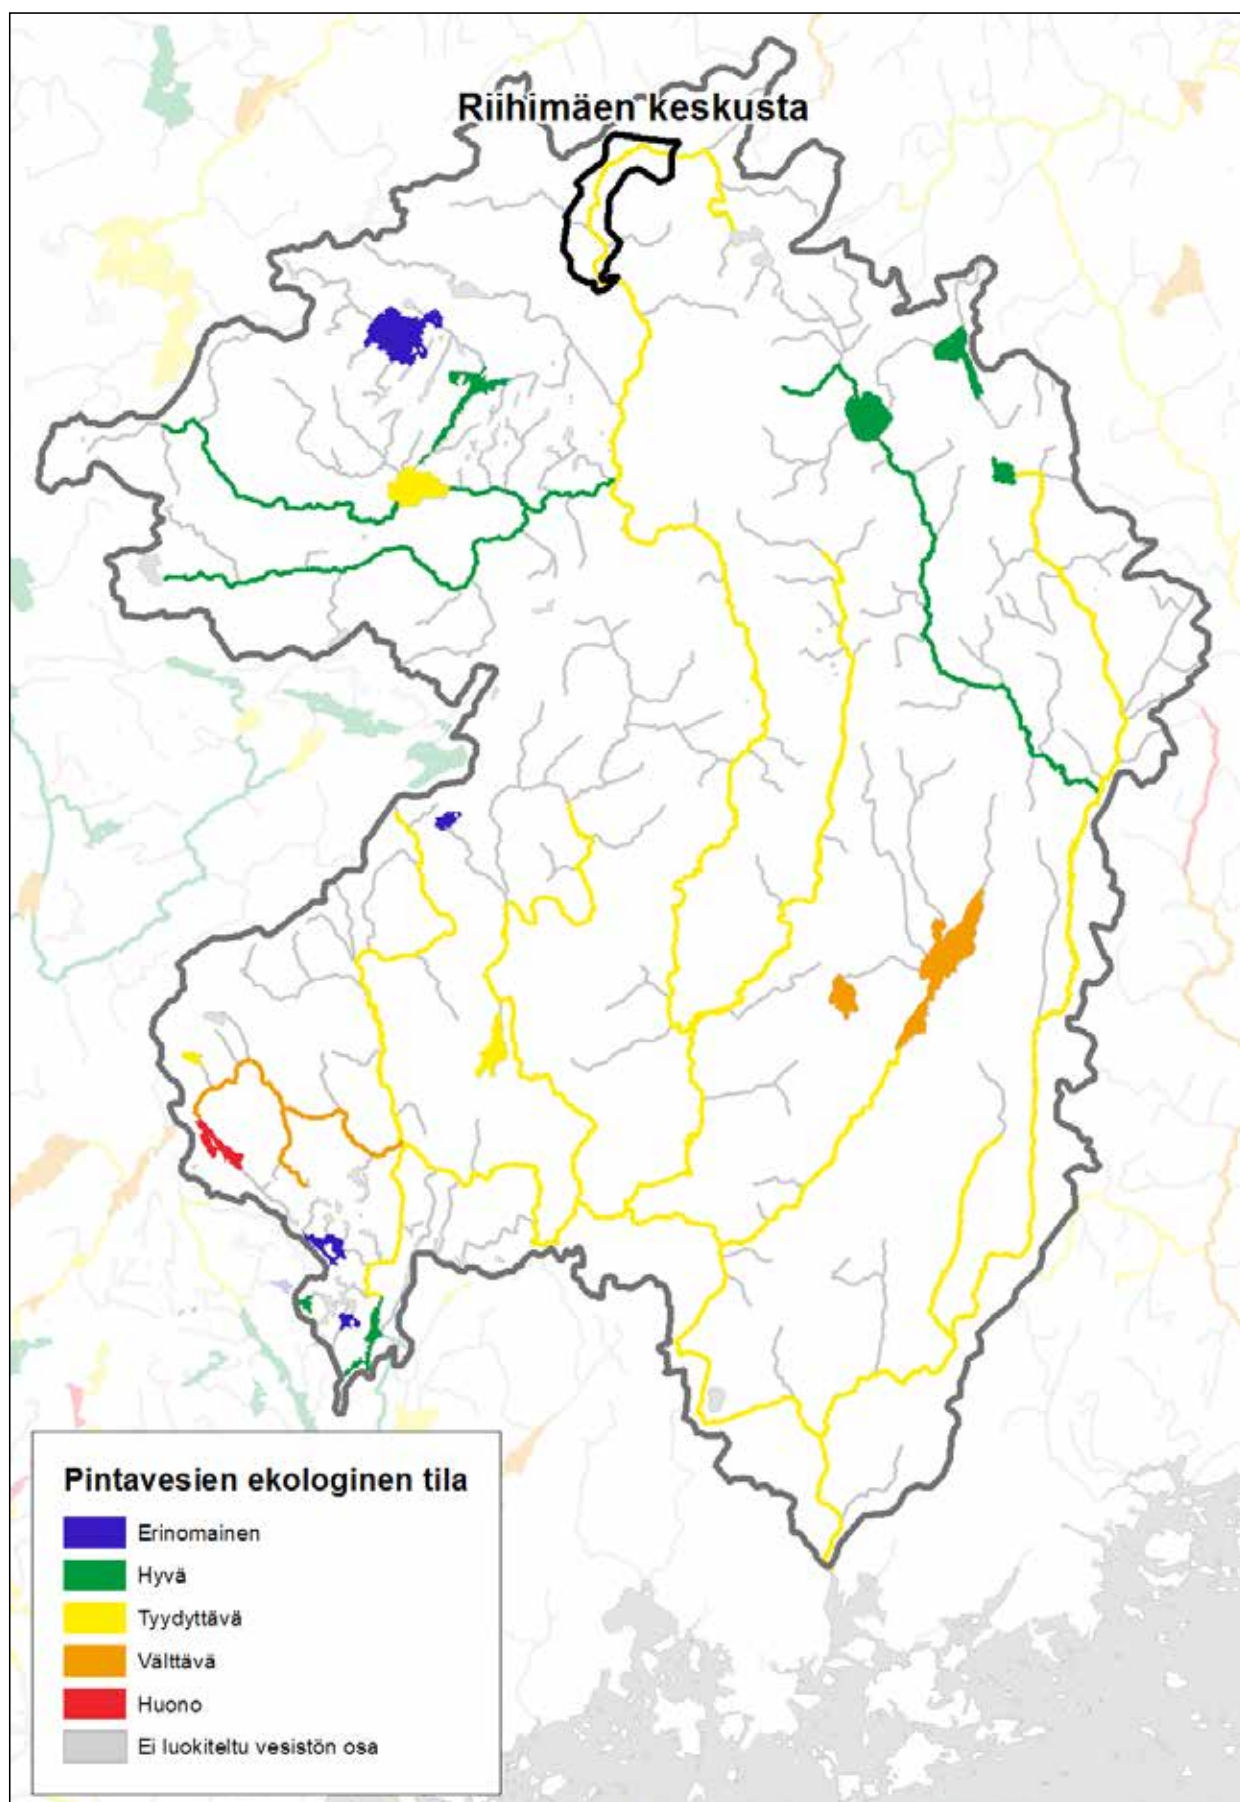 Riihimäen keskusta
Pintavesien ekologinen tila
Erinomainen
Hyvä
Tyydyttävä
Välttävä
Huono
Ei luokiteltu vesistön osa